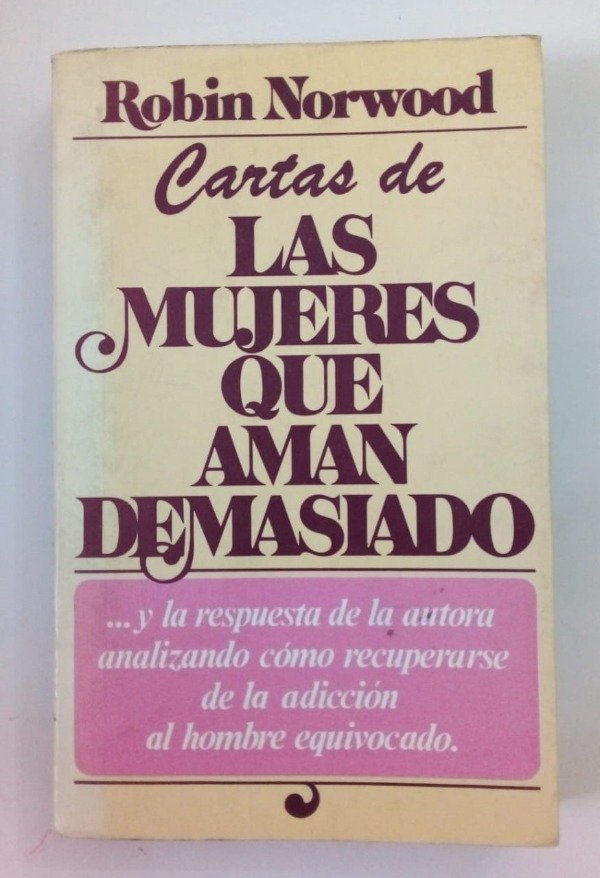 Robin Norwood
Cartas de
LAS
MUJERES
QUE
AMAN
DEMASIADO
... y la respuesta de la autora
analizando cómo recuperarse
de la adicción
al hombre equivocado.